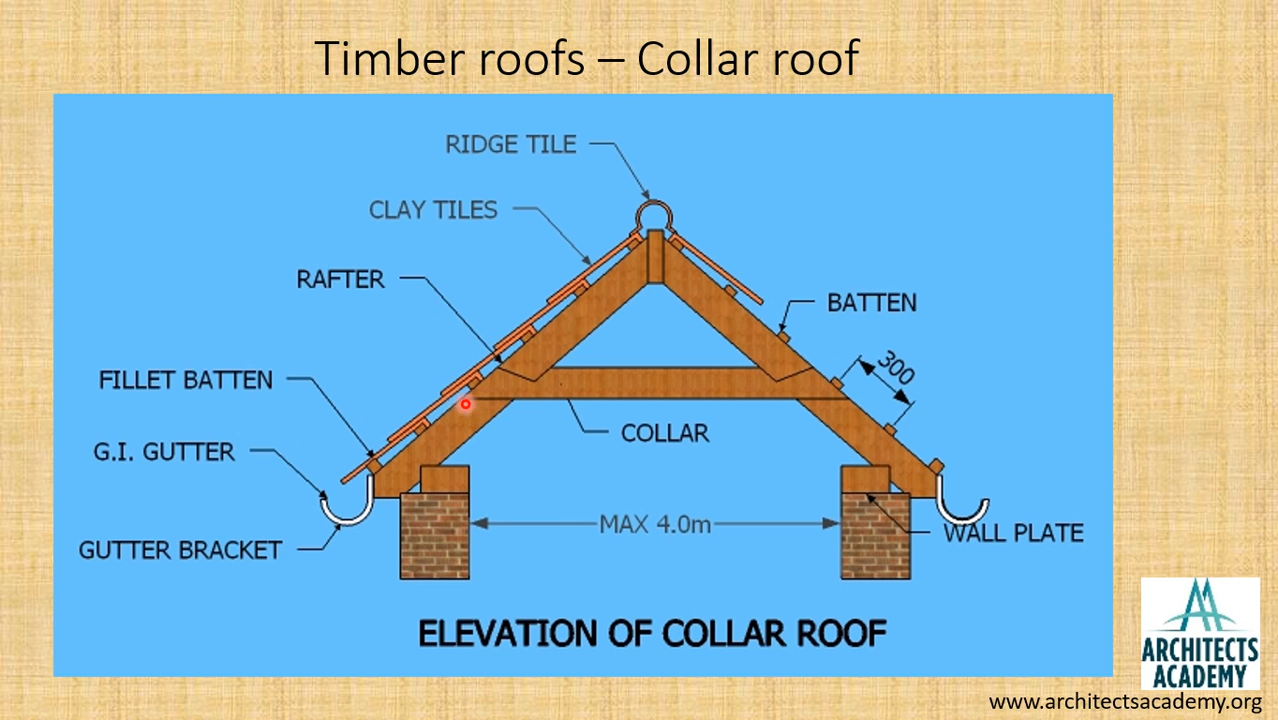 Timber roofs – Collar roof
RIDGE TILE
CLAY TILES
RAFTER
BATTEN
300
FILLET BATTEN
COLLAR
G.I. GUTTER
MAX 4.0m
WALL PLATE
GUTTER BRACKET
ELEVATION OF COLLAR ROOF
ARCHITECTS
ACADEMY
www.architectsacademy.org